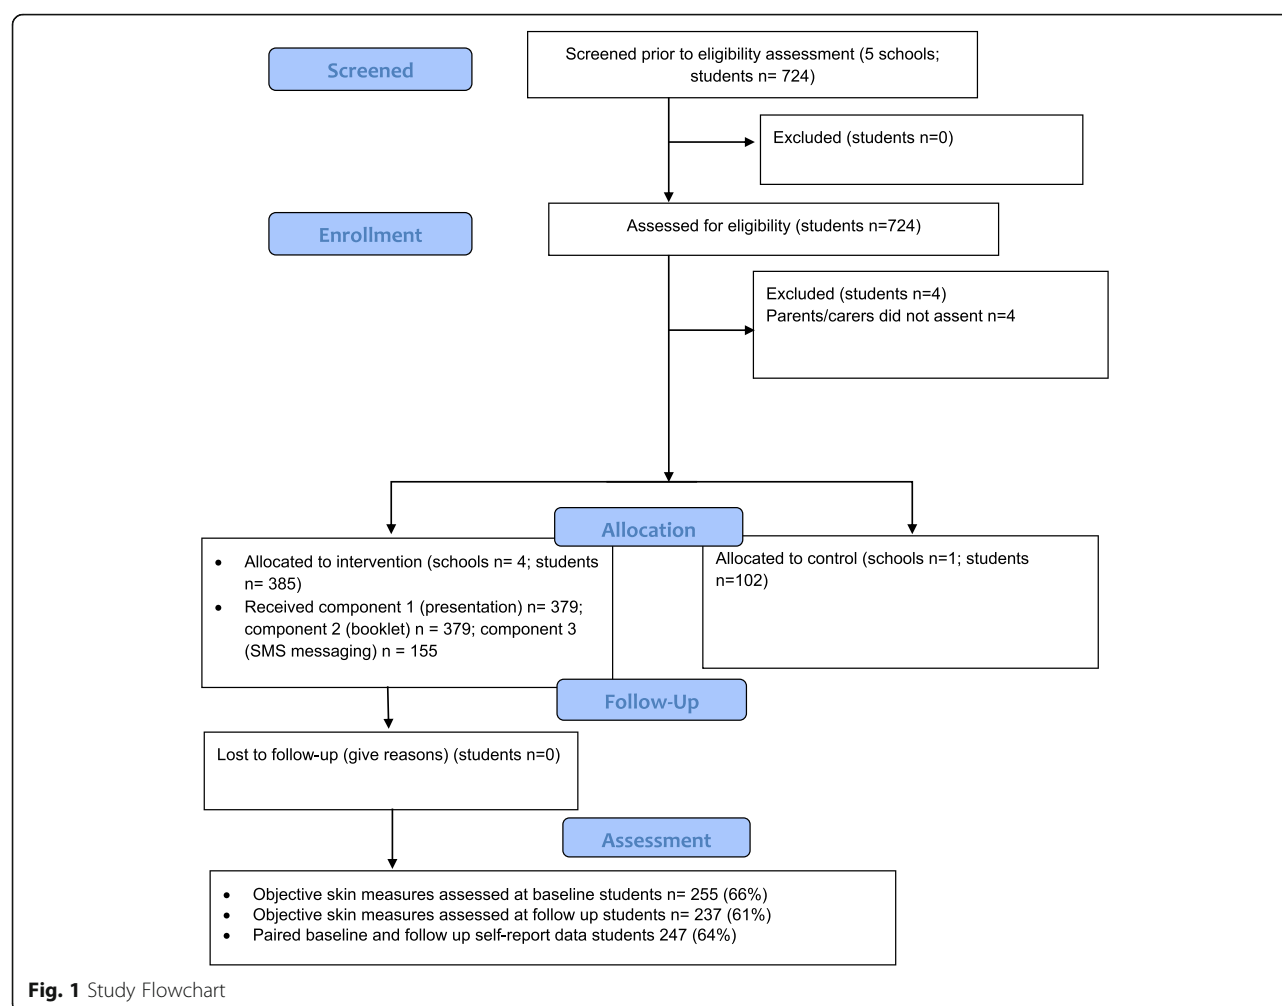 Screened
Screened prior to eligibility assessment (5 schools;
students n= 724)
Excluded (students n=0)
Enrollment
Assessed for eligibility (students n=724)
Excluded (students n=4)
Parents/carers did not assent n=4
Allocation
• Allocated to intervention (schools n= 4; students
n= 385)
• Received component 1 (presentation) n= 379;
component 2 (booklet) n = 379; component 3
(SMS messaging) n = 155
Allocated to control (schools n=1; students
n=102)
Follow-Up
Lost to follow-up (give reasons) (students n=0)
Assessment
• Objective skin measures assessed at baseline students n= 255 (66%)
• Objective skin measures assessed at follow up students n= 237 (61%)
• Paired baseline and follow up self-report data students 247 (64%)
Fig. 1 Study Flowchart